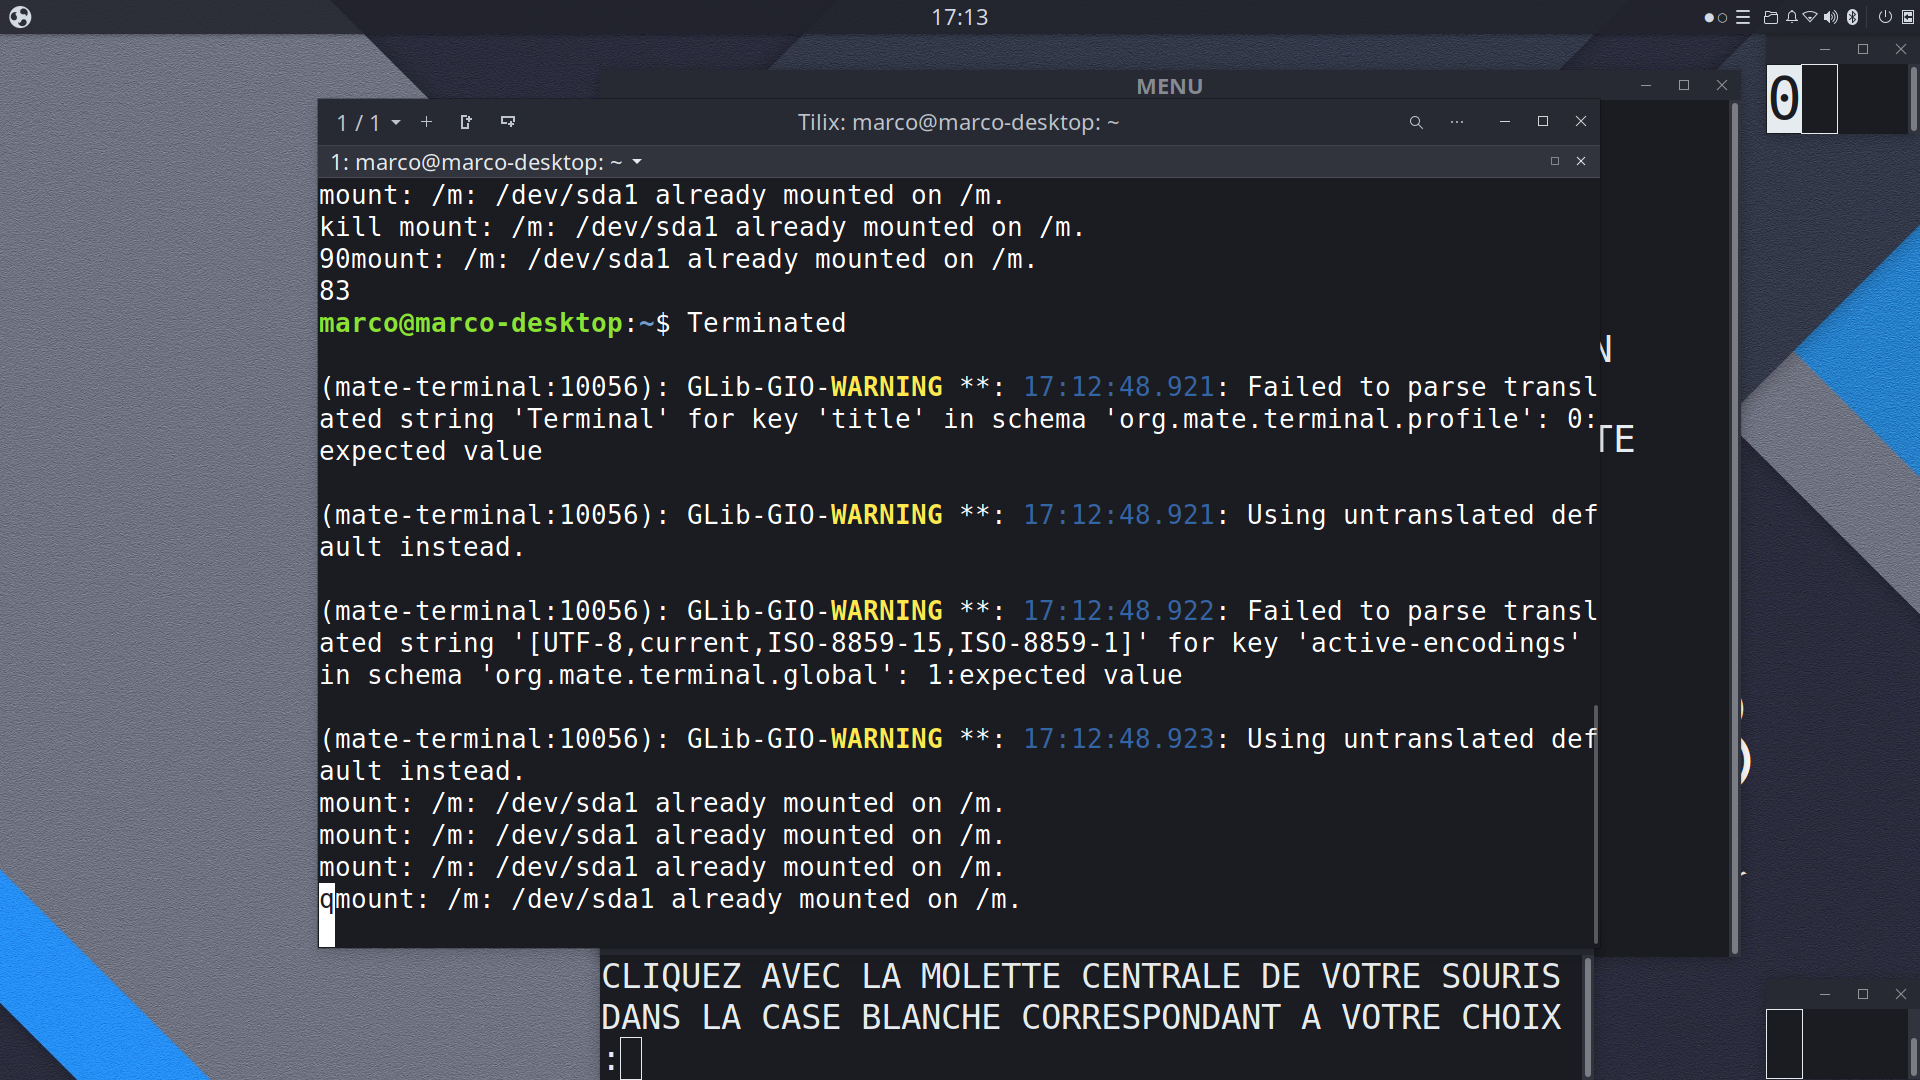 17:13
MENU
0
1 / 1
Tilix: marco@marco-desktop: ~
1: marco@marco-desktop: ~
mount: /m: /dev/sda1 already mounted on /m.
kill mount: /m: /dev/sda1 already mounted on /m.
90mount: /m: /dev/sda1 already mounted on /m.
83
marco@marco-desktop:~$ Terminated
(mate-terminal:10056): GLib-GIO-WARNING **: 17:12:48.921: Failed to parse transl
ated string 'Terminal' for key 'title' in schema 'org.mate.terminal.profile': 0:
expected value
(mate-terminal:10056): GLib-GIO-WARNING **: 17:12:48.921: Using untranslated def
ault instead.
(mate-terminal:10056): GLib-GIO-WARNING **: 17:12:48.922: Failed to parse transl
ated string '[UTF-8,current,ISO-8859-15,ISO-8859-1]' for key 'active-encodings'
in schema 'org.mate.terminal.global': 1:expected value
(mate-terminal:10056): GLib-GIO-WARNING **: 17:12:48.923: Using untranslated def
ault instead.
mount: /m: /dev/sda1 already mounted on /m.
mount: /m: /dev/sda1 already mounted on /m.
mount: /m: /dev/sda1 already mounted on /m.
qmount: /m: /dev/sda1 already mounted on /m.
N
TE
CLIQUEZ AVEC LA MOLETTE CENTRALE DE VOTRE SOURIS
DANS LA CASE BLANCHE CORRESPONDANT A VOTRE CHOIX
: